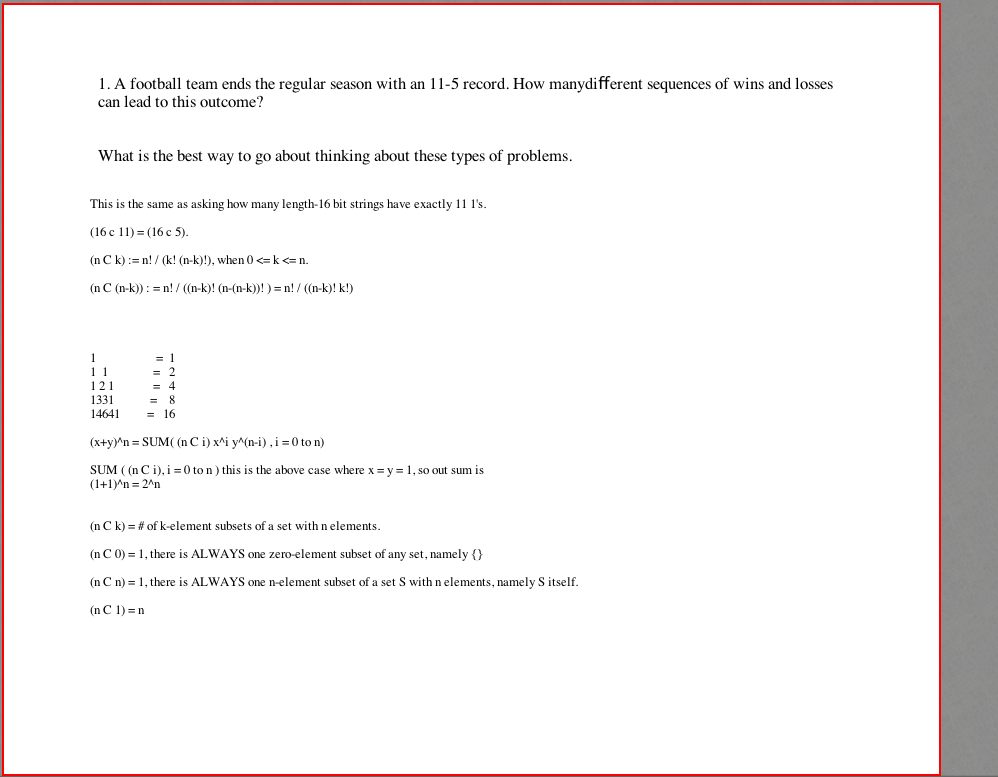 1. A football team ends the regular season with an 11-5 record. How manydifferent sequences of wins and losses
can lead to this outcome?
What is the best way to go about thinking about these types of problems.
This is the same as asking how many length-16 bit strings have exactly 11 1's.
(16 c 11) = (16 c 5).
(n C k) := n! / (k! (n-k)!), when 0 <= k <= n.
(n C (n-k)) : = n! / ((n-k)! (n-(n-k))! ) = n! / ((n-k)! k!)
1 = 1
1 1 = 2
1 2 1 = 4
1331 = 8
14641 = 16
(x+y)^n = SUM( (n C i) x^i y^(n-i) , i = 0 to n)
SUM ( (n C i), i = 0 to n ) this is the above case where x = y = 1, so out sum is
(1+1)^n = 2^n
(n C k) = # of k-element subsets of a set with n elements.
(n C 0) = 1, there is ALWAYS one zero-element subset of any set, namely {}
(n C n) = 1, there is ALWAYS one n-element subset of a set S with n elements, namely S itself.
(n C 1) = n